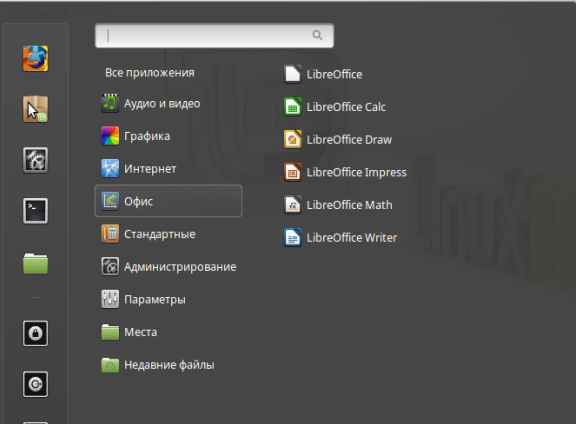 Все приложения
Аудио и видео
Графика
Интернет
Офис
Стандартные
Администрирование
Параметры
Места
Недавние файлы
LibreOffice
LibreOffice Calc
LibreOffice Draw
LibreOffice Impress
LibreOffice Math
LibreOffice Writer
Linux